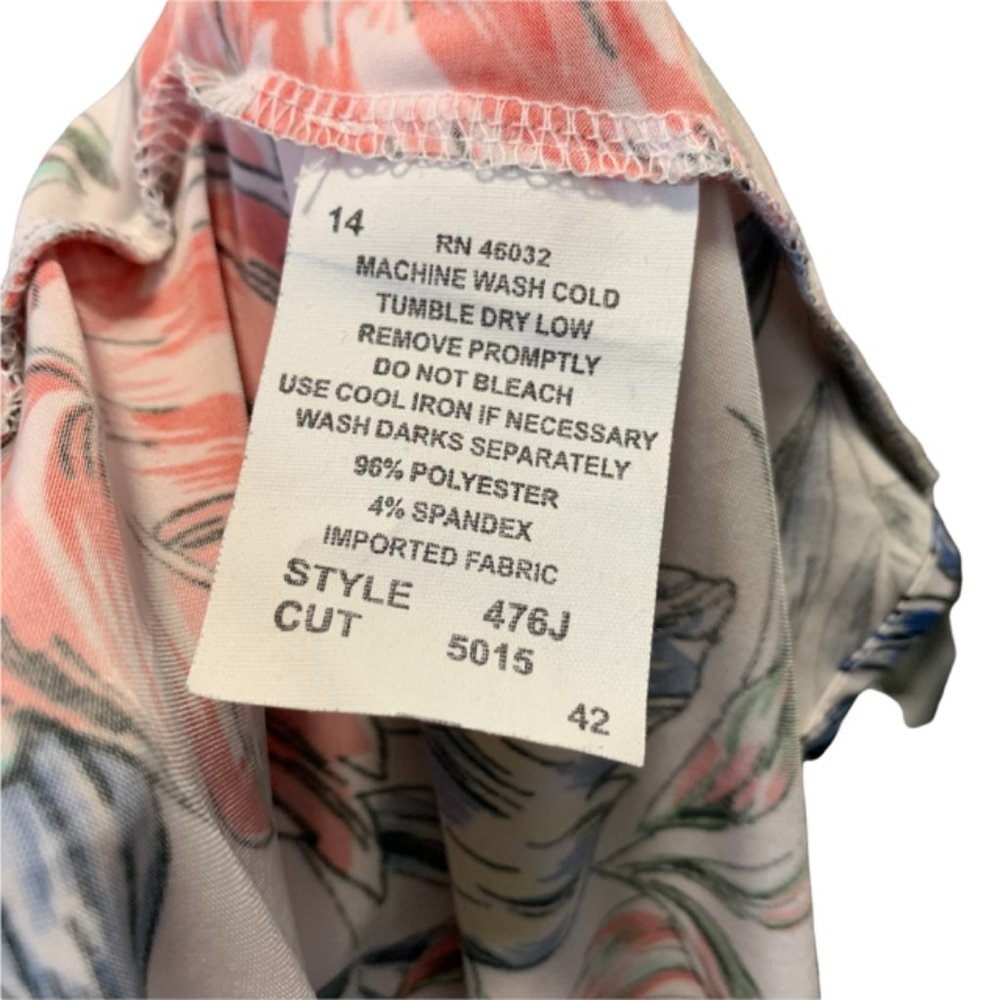 14
RN 46032
MACHINE WASH COLD
TUMBLE DRY LOW
REMOVE PROMPTLY
DO NOT BLEACH
USE COOL IRON IF NECESSARY
WASH DARKS SEPARATELY
96% POLYESTER
4% SPANDEX
IMPORTED FABRIC
STYLE 476J
CUT 5015
42